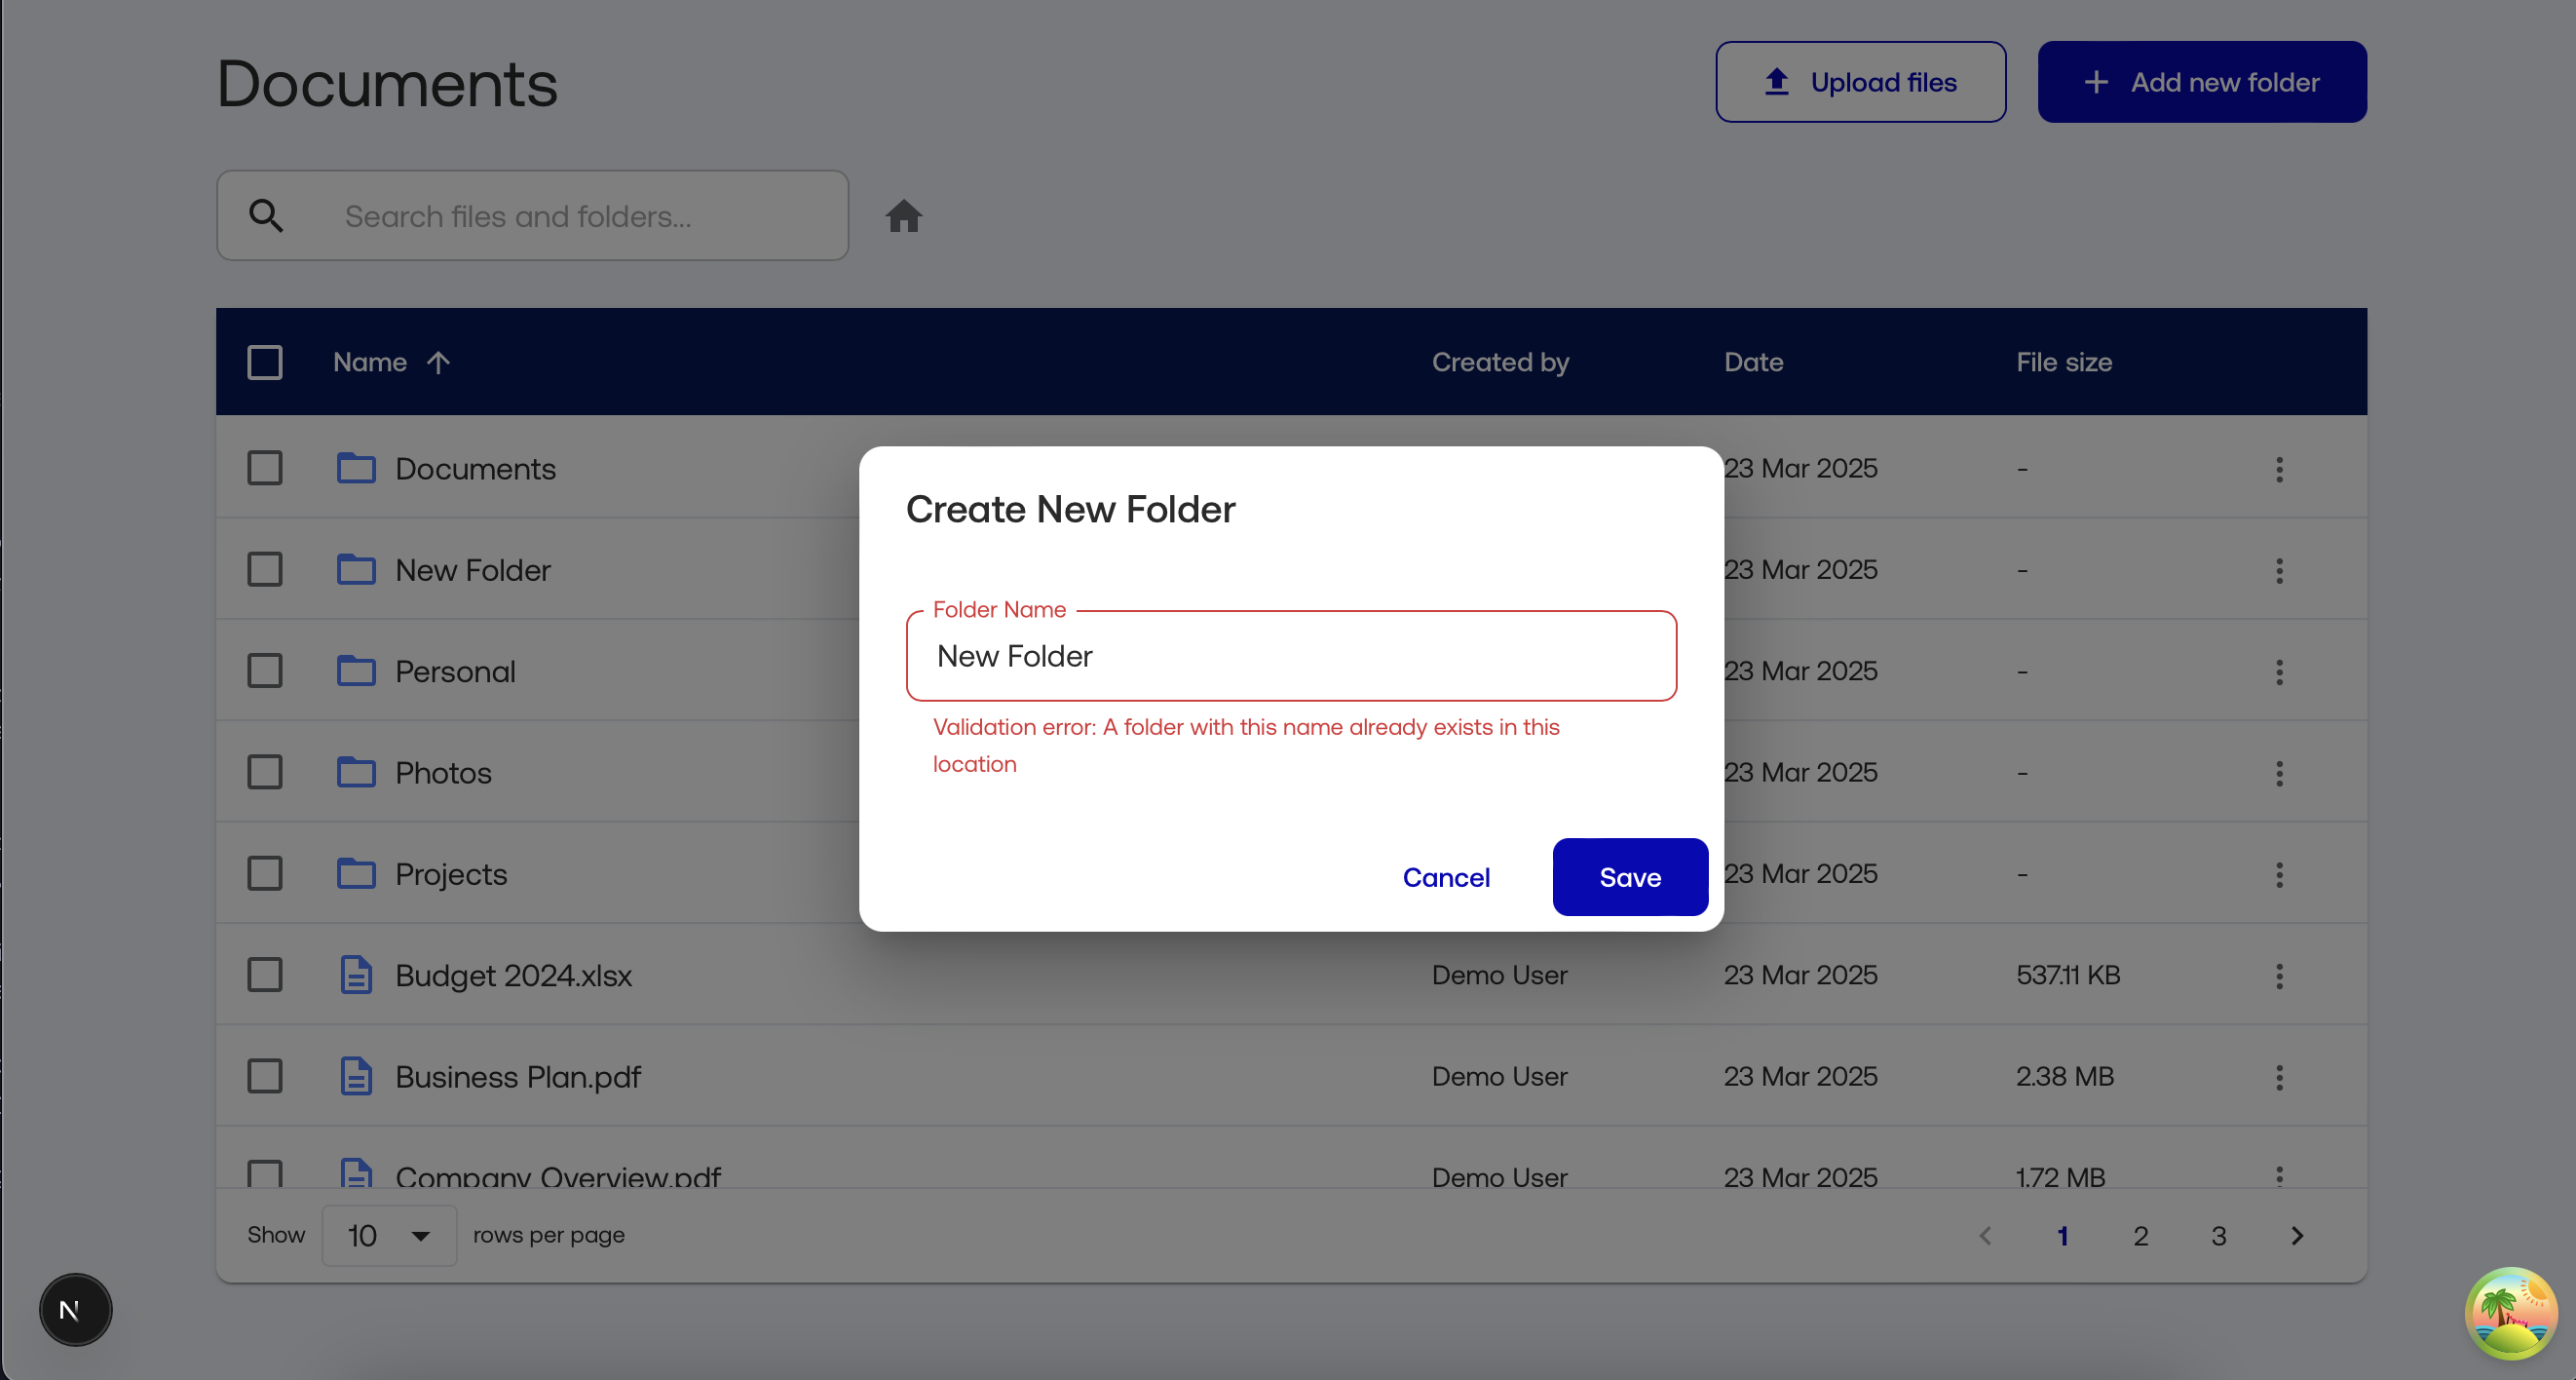 Documents
Upload files
Add new folder
Search files and folders...
Name Created by Date File size
Documents 23 Mar 2025 -
New Folder 23 Mar 2025 -
Create New Folder
Folder Name
New Folder
Validation error: A folder with this name already exists in this
location
Cancel Save
Personal 23 Mar 2025 -
Photos 23 Mar 2025 -
Projects 23 Mar 2025 -
Budget 2024.xlsx Demo User 23 Mar 2025 537.11 KB
Business Plan.pdf Demo User 23 Mar 2025 2.38 MB
Company Overview.pdf Demo User 23 Mar 2025 1.72 MB
Show 10 rows per page 1 2 3
N